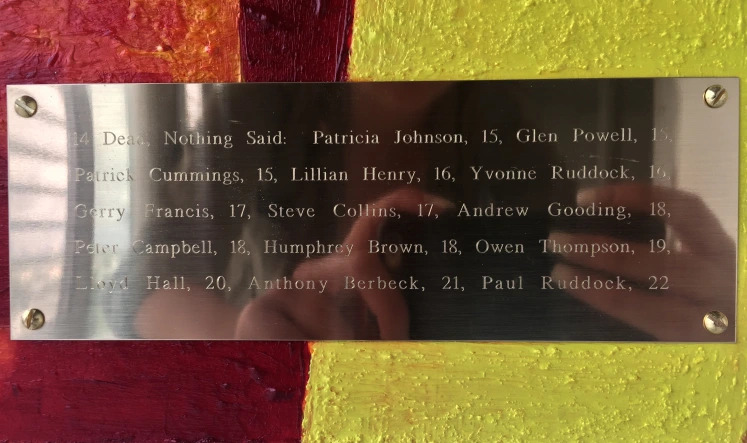 14 Dead, Nothing Said: Patricia Johnson, 15, Glen Powell, 15,
Patrick Cummings, 15, Lillian Henry, 16, Yvonne Ruddock, 16
Gerry Francis, 17, Steve Collins, 17, Andrew Gooding, 18,
Peter Campbell, 18, Humphrey Brown, 18, Owen Thompson, 19,
Lloyd Hall, 20, Anthony Berbeck, 21, Paul Ruddock, 22